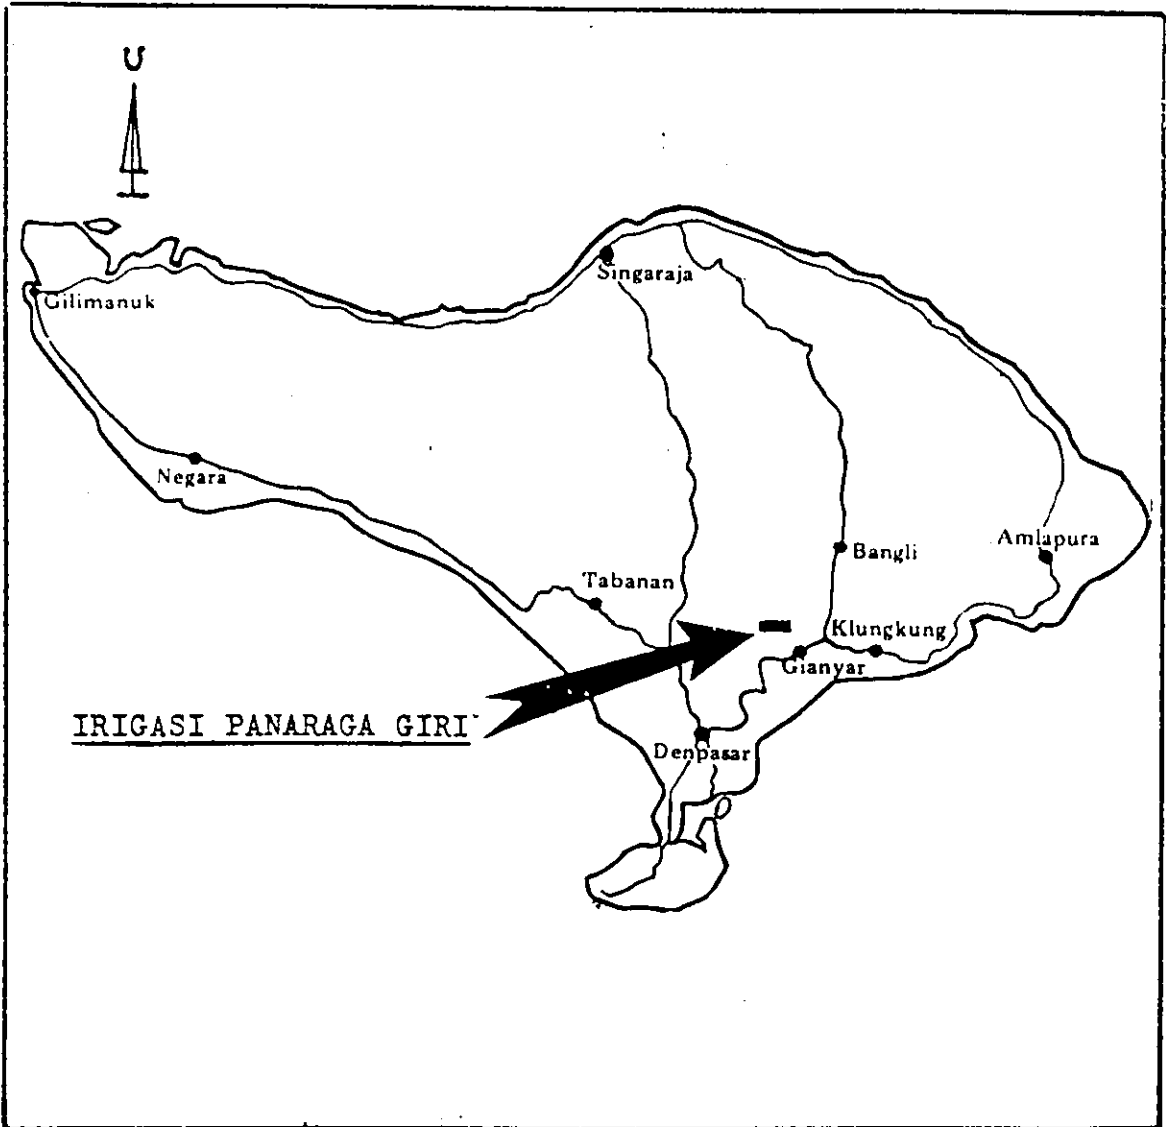 U
Singaraja
Gilimanuk
Negara
Bangli
Amlapura
Tabanan
Klungkung
Gianyar
IRIGASI PANARAGA GIRI
Denpasar